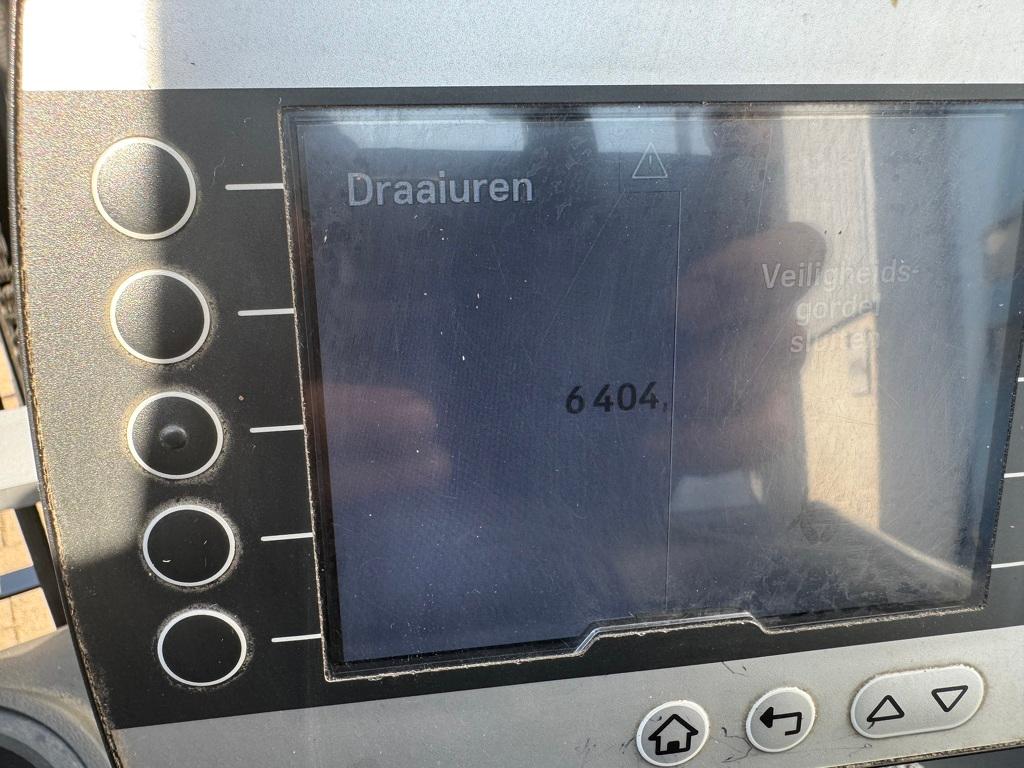 Draaiuren
Veiligheids-
gordel
sluiten
6 404,